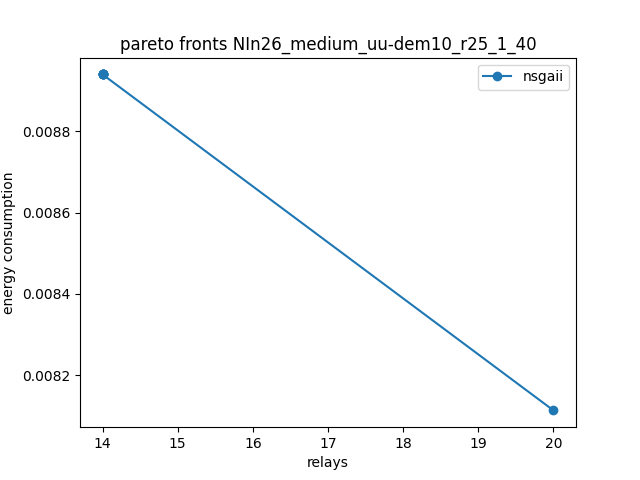 pareto fronts NIn26_medium_uu-dem10_r25_1_40
nsgaii
energy consumption
0.0088
0.0086
0.0084
0.0082
14 15 16 17 18 19 20
relays